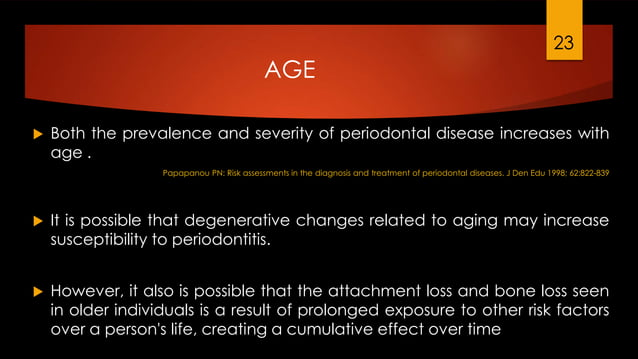 23
AGE
Both the prevalence and severity of periodontal disease increases with
age .
Papapanou PN: Risk assessments in the diagnosis and treatment of periodontal diseases. J Den Edu 1998; 62:822-839
It is possible that degenerative changes related to aging may increase
susceptibility to periodontitis.
However, it also is possible that the attachment loss and bone loss seen
in older individuals is a result of prolonged exposure to other risk factors
over a person's life, creating a cumulative effect over time